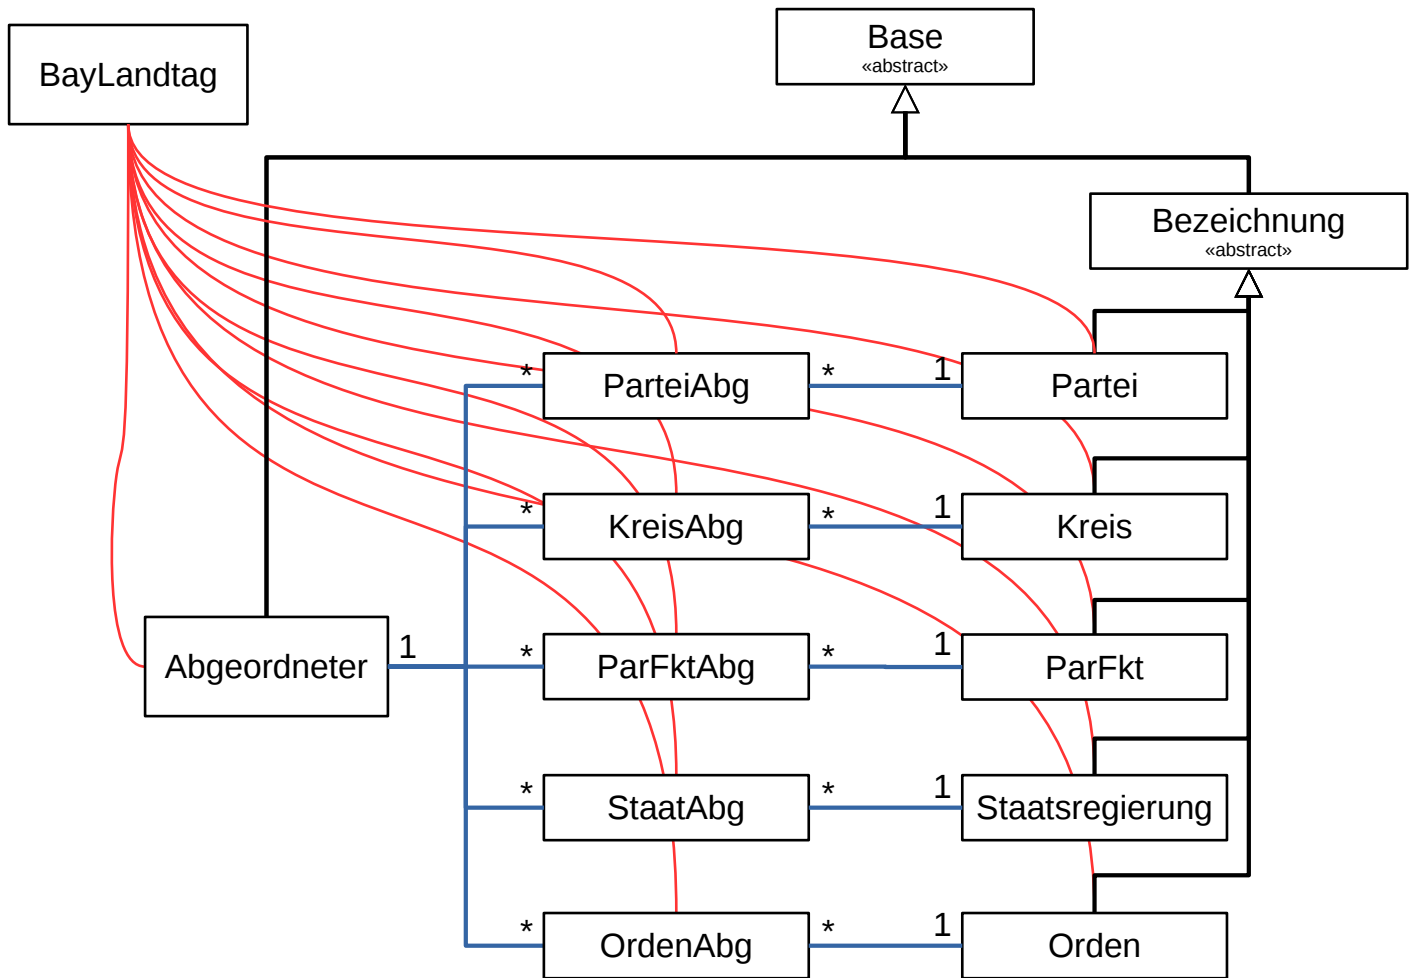 Base
«abstract»
BayLandtag
Bezeichnung
«abstract»
* ParteiAbg * 1 Partei
* KreisAbg * 1 Kreis
Abgeordneter 1 * ParFktAbg * 1 ParFkt
* StaatAbg * 1 Staatsregierung
* OrdenAbg * 1 Orden